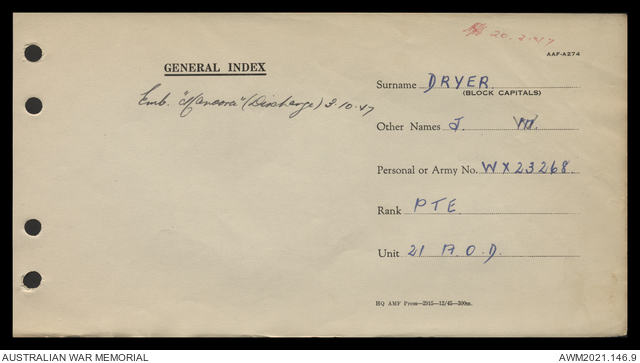 20.2.47
AAF-A274
GENERAL INDEX
Emb. "Manoora" (Discharge) 3.10.47
Surname DRYER
(BLOCK CAPITALS)
Other Names J. W.
Personal or Army No. WX23268.
Rank PTE
Unit 21 A.O.D.
HQ AMF Press—2915—12/45—300m.
AUSTRALIAN WAR MEMORIAL
AWM2021.146.9